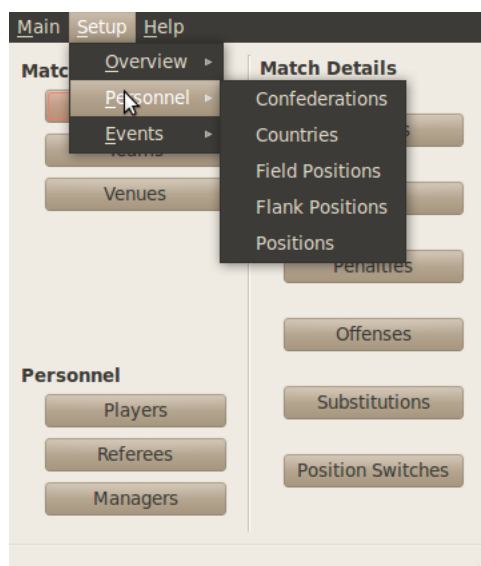 Main Setup Help
Overview
Personnel
Events
Confederations
Countries
Field Positions
Flank Positions
Positions
Match Details
Teams
Venues
Penalties
Offenses
Substitutions
Position Switches
Personnel
Players
Referees
Managers